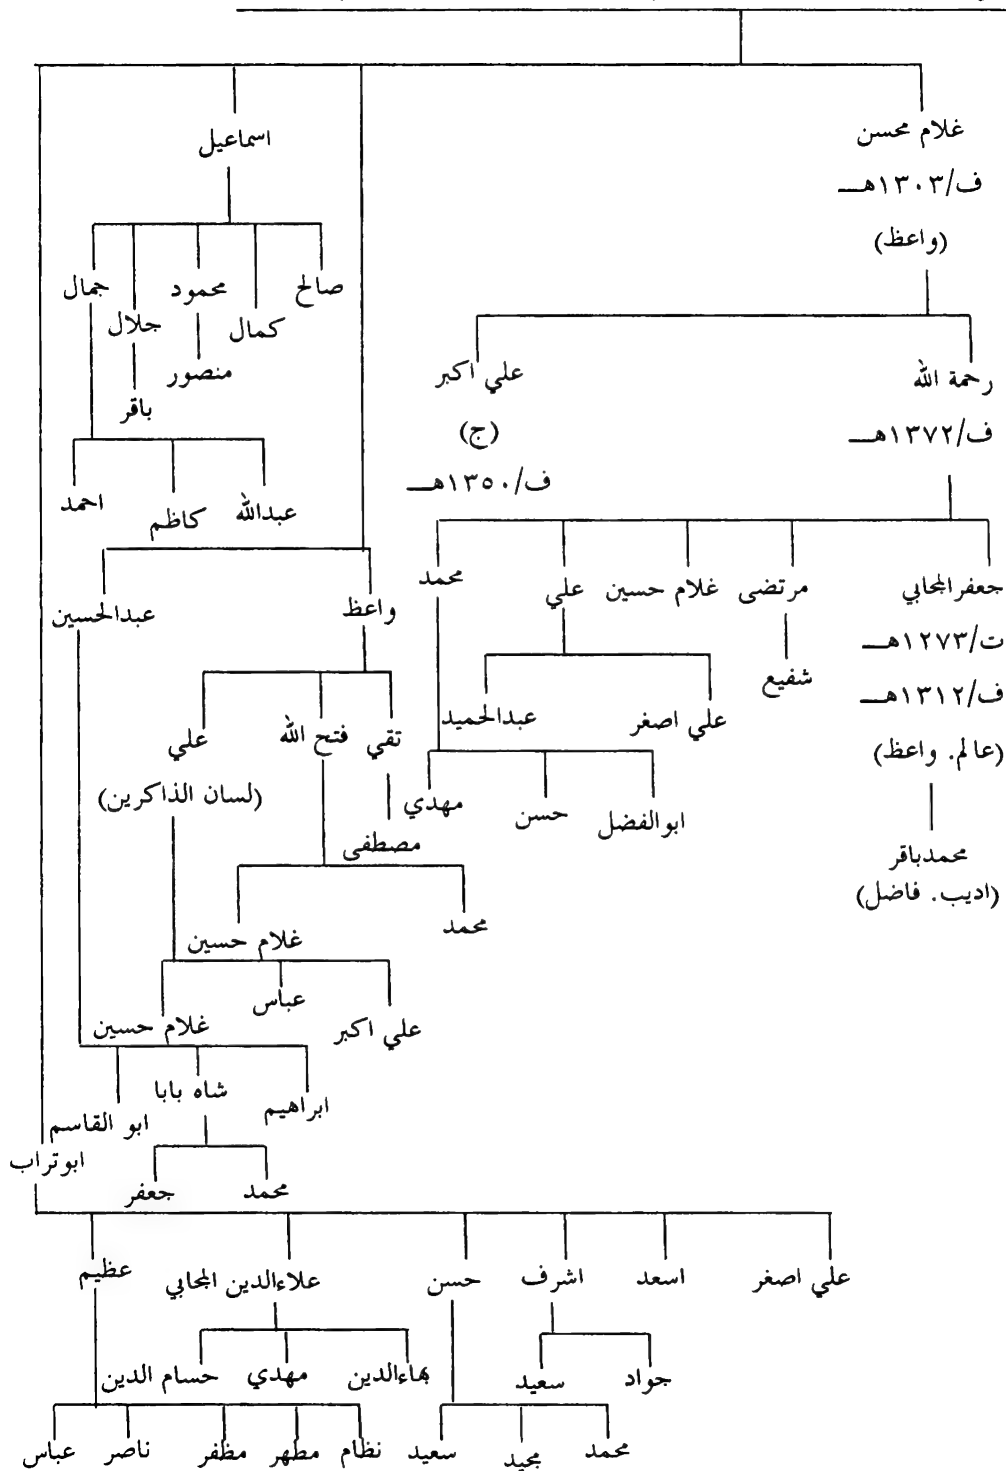 غلام محسن
ف/١٣٠٣هـ
(واعظ)
اسماعيل
صالح
كمال
محمود
جلال
جمال
منصور
باقر
عبدالله
كاظم
احمد
رحمة الله
ف/١٣٧٢هـ
علي اكبر
(ج)
ف/١٣٥٠هـ
جعفر المجابي
ت/١٢٧٣هـ
ف/١٣١٢هـ
(عالم. واعظ)
محمدباقر
(اديب. فاضل)
مرتضى
شفيع
غلام حسين
علي
علي اصغر
عبدالحميد
محمد
ابوالفضل
حسن
مهدي
واعظ
عبدالحسين
تقي
فتح الله
علي
(لسان الذاكرين)
مصطفى
محمد
غلام حسين
علي اكبر
عباس
غلام حسين
ابراهيم
شاه بابا
ابو القاسم
محمد
جعفر
ابوتراب
علي اصغر
اسعد
اشرف
حسن
علاءالدين المجابي
عظيم
جواد
سعيد
بهاءالدين
مهدي
حسام الدين
محمد
مجيد
سعيد
نظام
مطهر
مظفر
ناصر
عباس